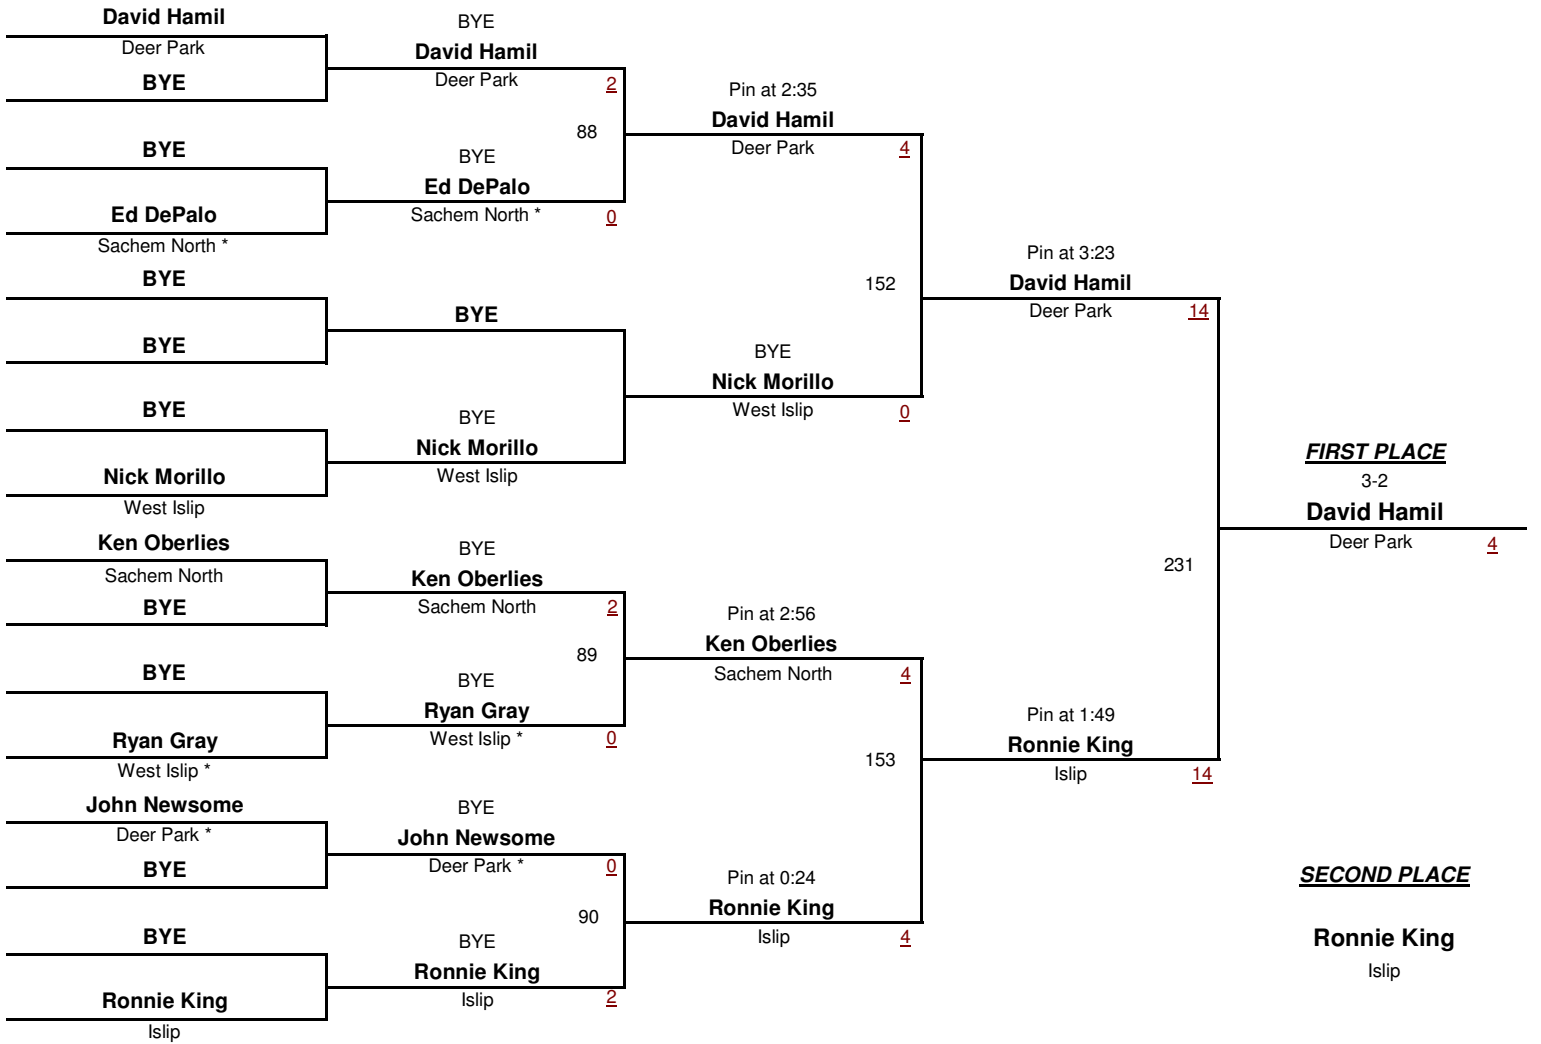 David Hamil
Deer Park
BYE
BYE
Ed DePalo
Sachem North *
BYE
BYE
BYE
Nick Morillo
West Islip
Ken Oberlies
Sachem North
BYE
BYE
Ryan Gray
West Islip *
John Newsome
Deer Park *
BYE
BYE
Ronnie King
Islip
BYE
David Hamil
Deer Park
2
88
BYE
Ed DePalo
Sachem North *
0
BYE
BYE
Nick Morillo
West Islip
BYE
Ken Oberlies
Sachem North
2
89
BYE
Ryan Gray
West Islip *
0
BYE
John Newsome
Deer Park *
0
90
BYE
Ronnie King
Islip
2
Pin at 2:35
David Hamil
Deer Park
4
152
BYE
Nick Morillo
West Islip
0
Pin at 2:56
Ken Oberlies
Sachem North
4
153
Pin at 0:24
Ronnie King
Islip
4
Pin at 3:23
David Hamil
Deer Park
14
231
Pin at 1:49
Ronnie King
Islip
14
FIRST PLACE
3-2
David Hamil
Deer Park
4
SECOND PLACE
Ronnie King
Islip